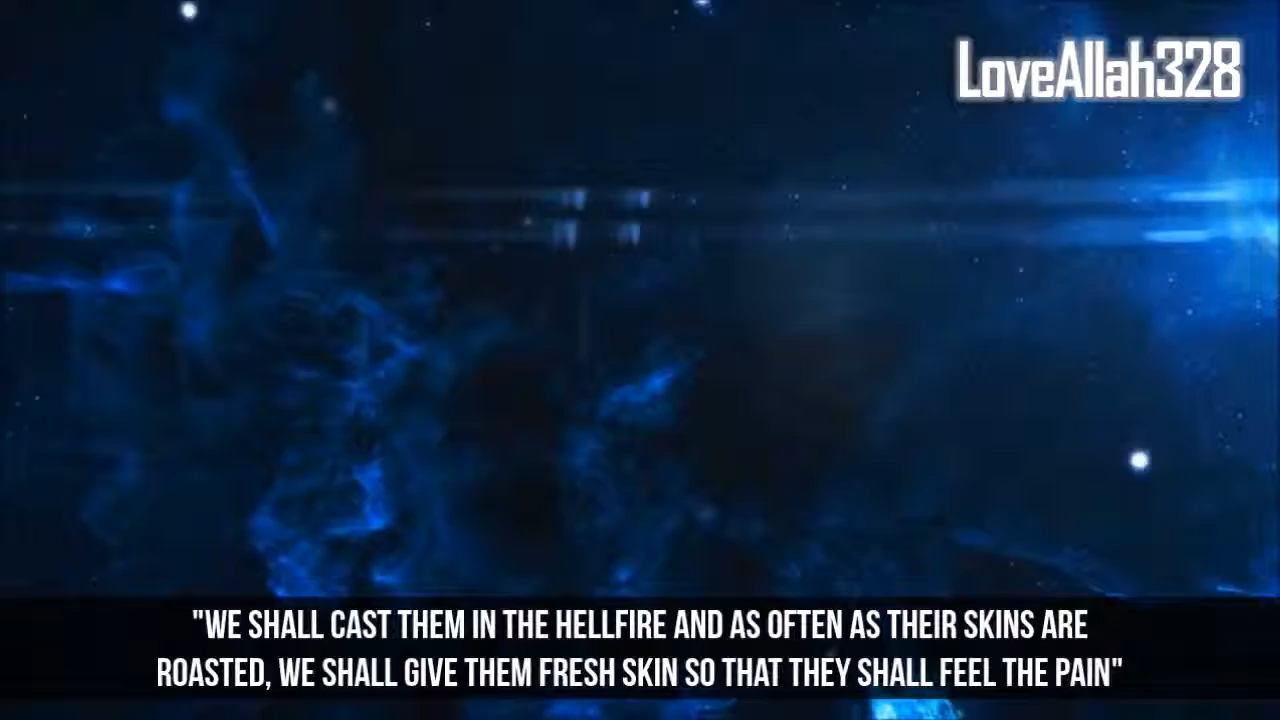 LoveAllah328
"WE SHALL CAST THEM IN THE HELLFIRE AND AS OFTEN AS THEIR SKINS ARE
ROASTED, WE SHALL GIVE THEM FRESH SKIN SO THAT THEY SHALL FEEL THE PAIN"